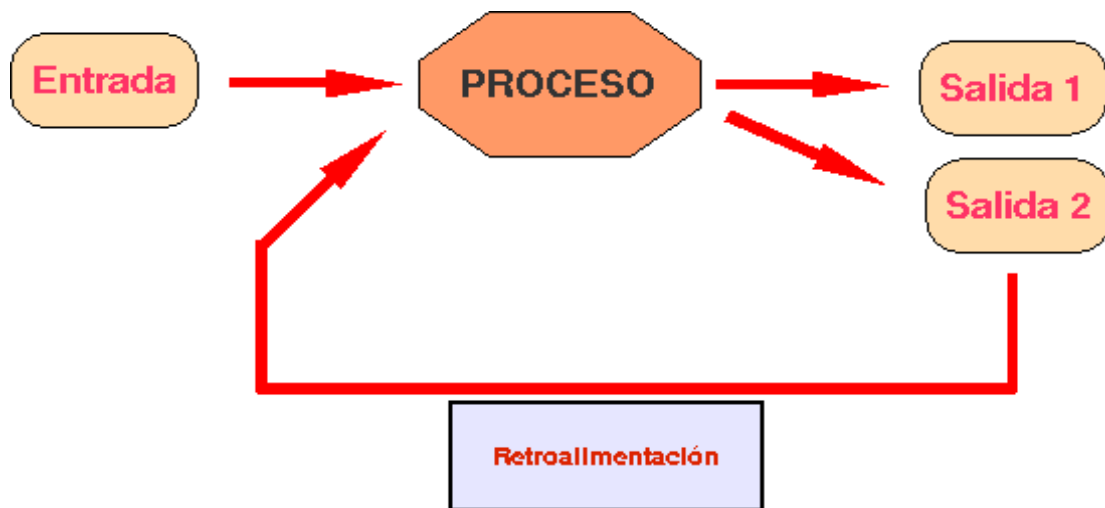 Entrada
PROCESO
Salida 1
Salida 2
Retroalimentación